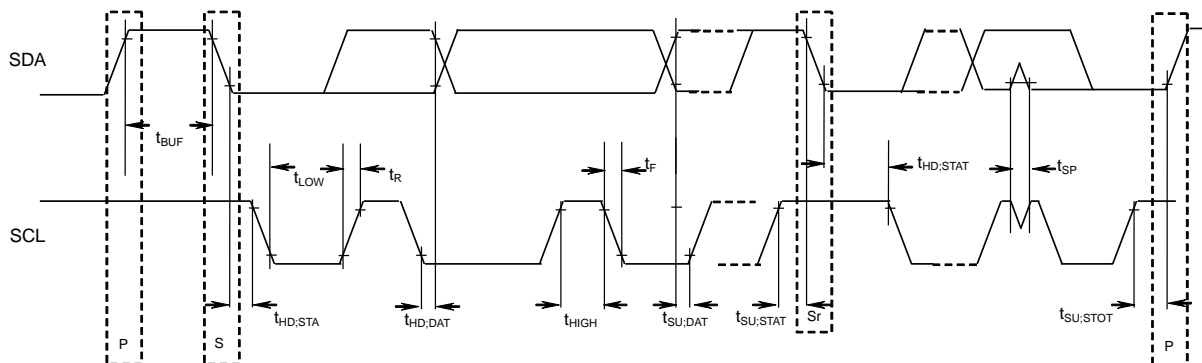 SDA
tBUF
tLOW
tR
tF
tHD;STAT
tSP
SCL
tHD;STA
tHD;DAT
tHIGH
tSU;DAT
tSU;STAT
Sr
tSU;STOT
P
S
P